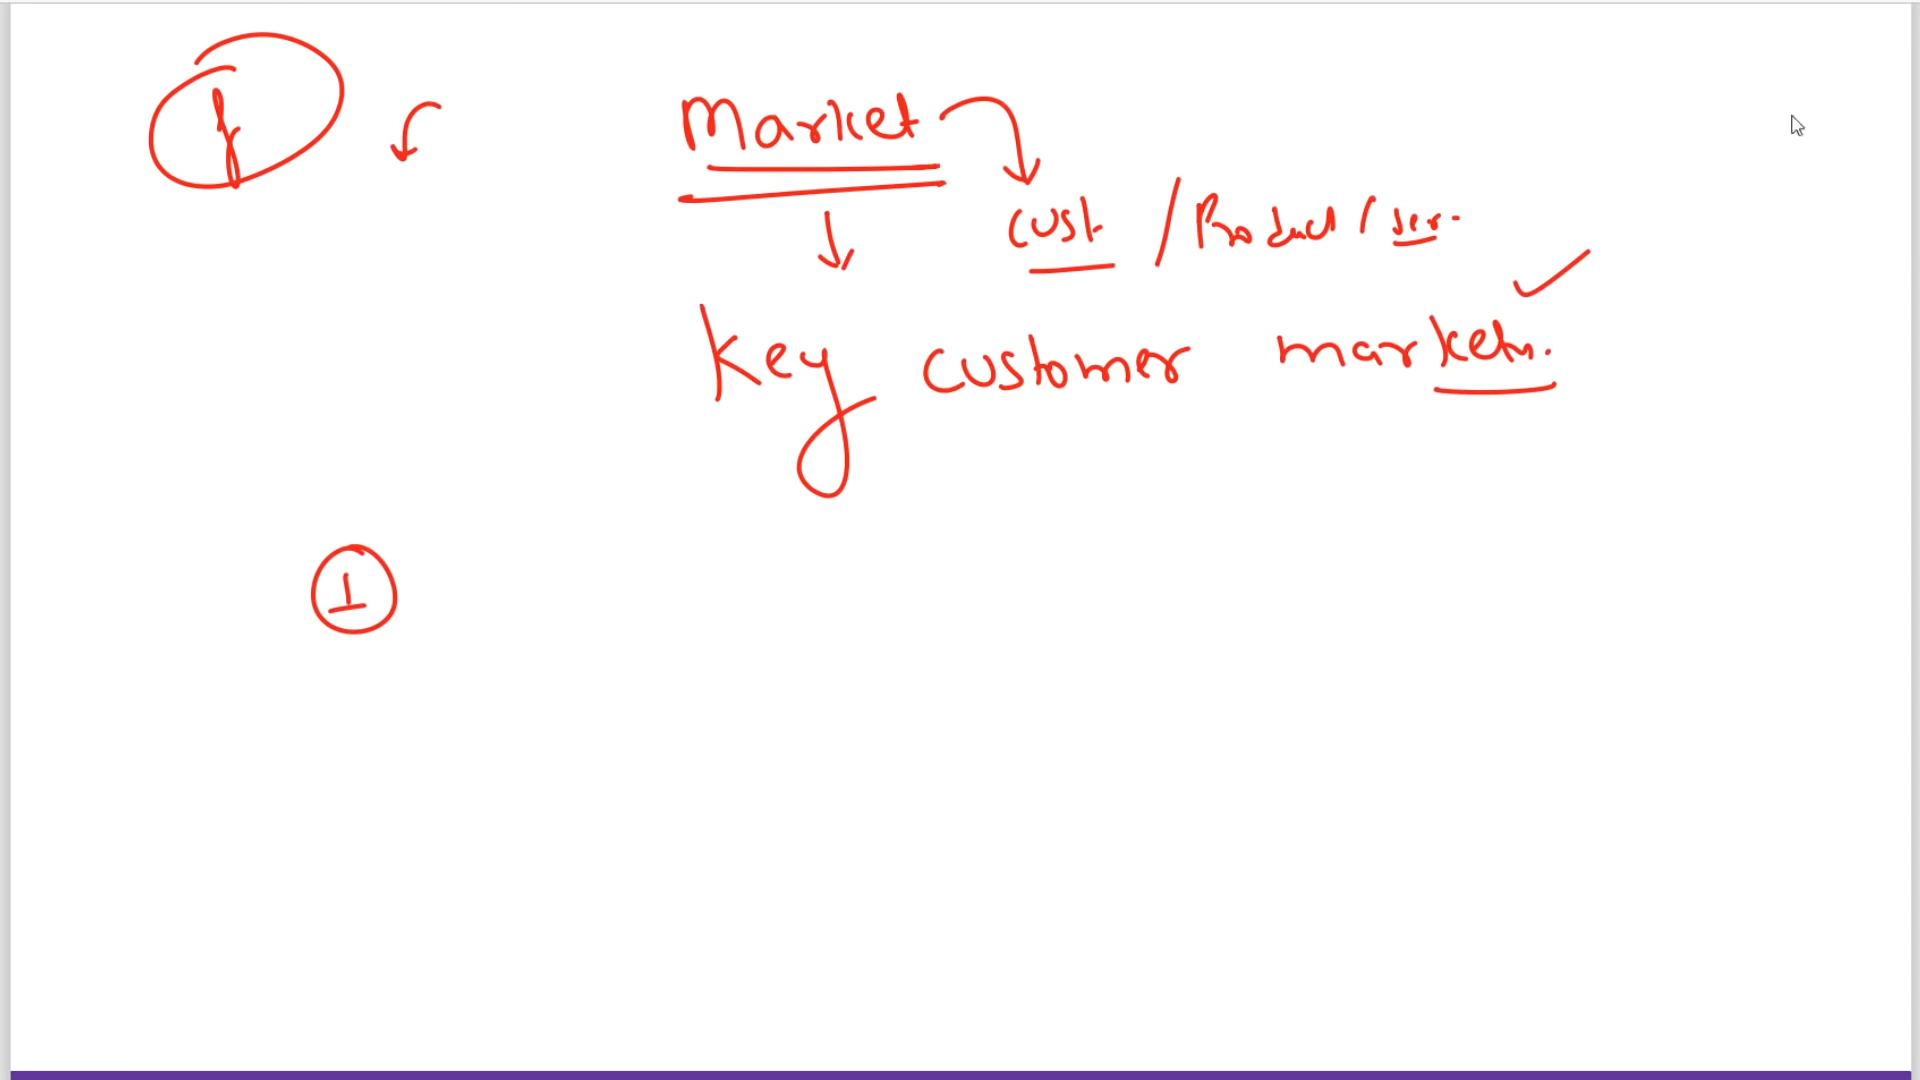 Market
cust. / Product / ser.
Key customer markets.
1